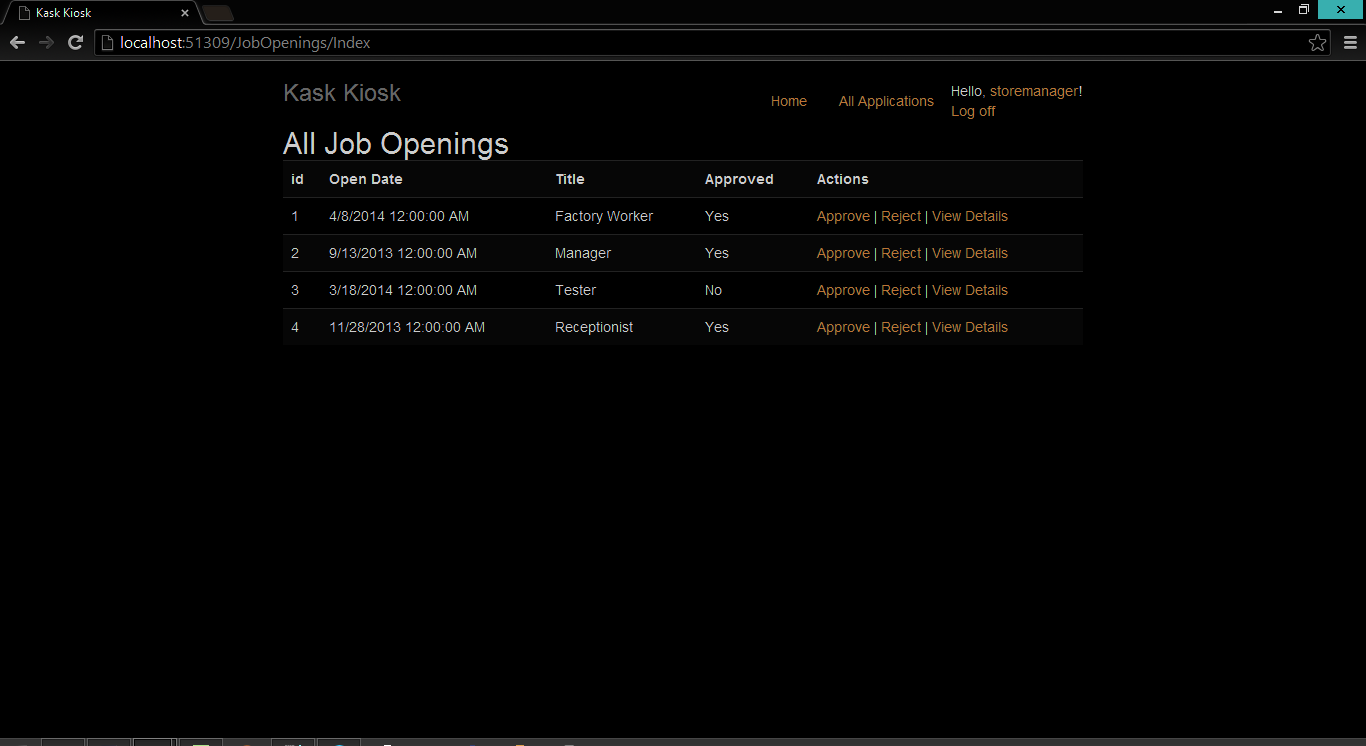 Kask Kiosk
localhost:51309/JobOpenings/Index
Kask Kiosk
Home All Applications Hello, storemanager!
Log off
All Job Openings
id Open Date Title Approved Actions
1 4/8/2014 12:00:00 AM Factory Worker Yes Approve | Reject | View Details
2 9/13/2013 12:00:00 AM Manager Yes Approve | Reject | View Details
3 3/18/2014 12:00:00 AM Tester No Approve | Reject | View Details
4 11/28/2013 12:00:00 AM Receptionist Yes Approve | Reject | View Details